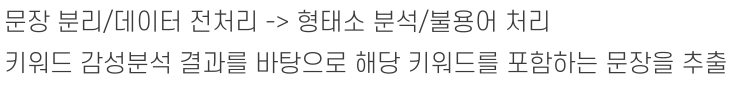 문장 분리/데이터 전처리 -> 형태소 분석/불용어 처리
키워드 감성분석 결과를 바탕으로 해당 키워드를 포함하는 문장을 추출